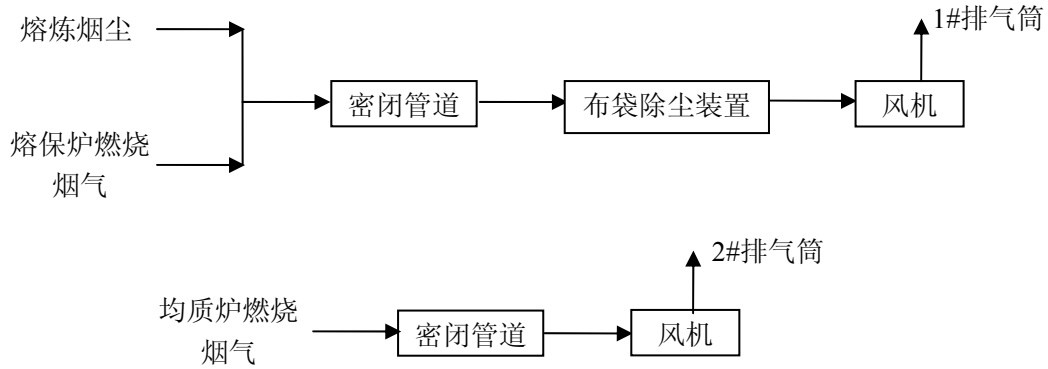 熔炼烟尘
1#排气筒
密闭管道
布袋除尘装置
风机
熔保炉燃烧
烟气
2#排气筒
均质炉燃烧
烟气
密闭管道
风机